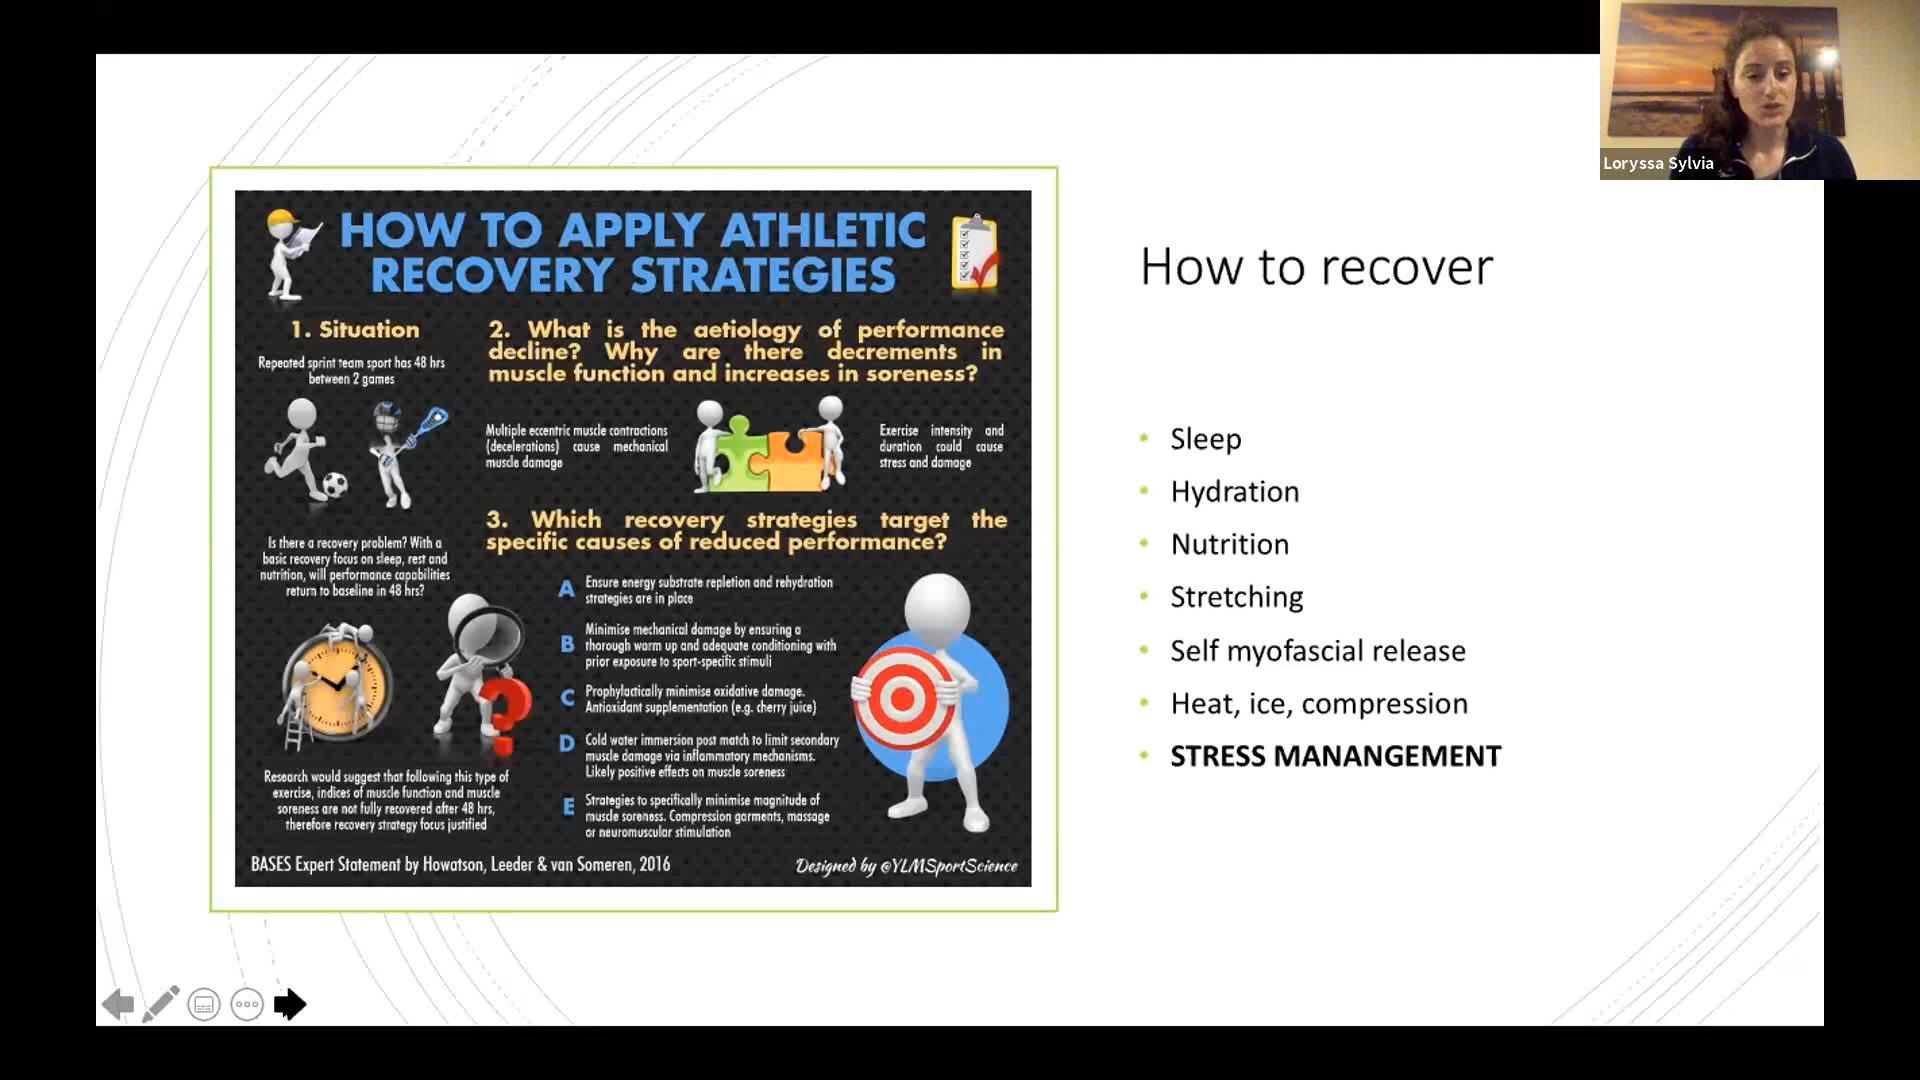 Loryssa Sylvia
HOW TO APPLY ATHLETIC
RECOVERY STRATEGIES
1. Situation
Repeated sprint team sport has 48 hrs
between 2 games
Is there a recovery problem? With a
basic recovery focus on sleep, rest and
nutrition, will performance capabilities
return to baseline in 48 hrs?
Research would suggest that following this type of
exercise, indices of muscle function and muscle
soreness are not fully recovered after 48 hrs,
therefore recovery strategy focus justified
2. What is the aetiology of performance
decline? Why are there decrements in
muscle function and increases in soreness?
Multiple eccentric muscle contractions
(decelerations) cause mechanical
muscle damage
Exercise intensity and
duration could cause
stress and damage
3. Which recovery strategies target the
specific causes of reduced performance?
A Ensure energy substrate repletion and rehydration
strategies are in place
B Minimise mechanical damage by ensuring a
thorough warm up and adequate conditioning with
prior exposure to sport-specific stimuli
C Prophylactically minimise oxidative damage.
Antioxidant supplementation (e.g. cherry juice)
D Cold water immersion post match to limit secondary
muscle damage via inflammatory mechanisms.
Likely positive effects on muscle soreness
E Strategies to specifically minimise magnitude of
muscle soreness. Compression garments, massage
or neuromuscular stimulation
BASES Expert Statement by Howatson, Leeder & van Someren, 2016
Designed by @YLMSportScience
How to recover
• Sleep
• Hydration
• Nutrition
• Stretching
• Self myofascial release
• Heat, ice, compression
• STRESS MANANGEMENT